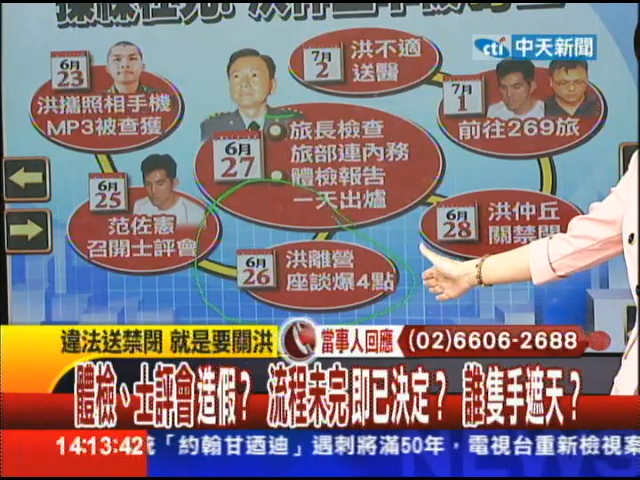 cti 中天新聞
6月
23
洪攜照相手機
MP3被查獲
7月
2
洪不適
送醫
7月
1
前往269旅
6月
27
旅長檢查
旅部連內務
體檢報告
一天出爐
6月
25
范佐憲
召開士評會
6月
28
洪仲丘
關禁閉
6月
26
洪離營
座談爆4點
違法送禁閉 就是要關洪
當事人回應 (02)6606-2688
體檢、士評會造假? 流程未完即已決定? 誰隻手遮天?
14:13:42
「約翰甘迺迪」遇刺將滿50年，電視台重新檢視案
NEWS